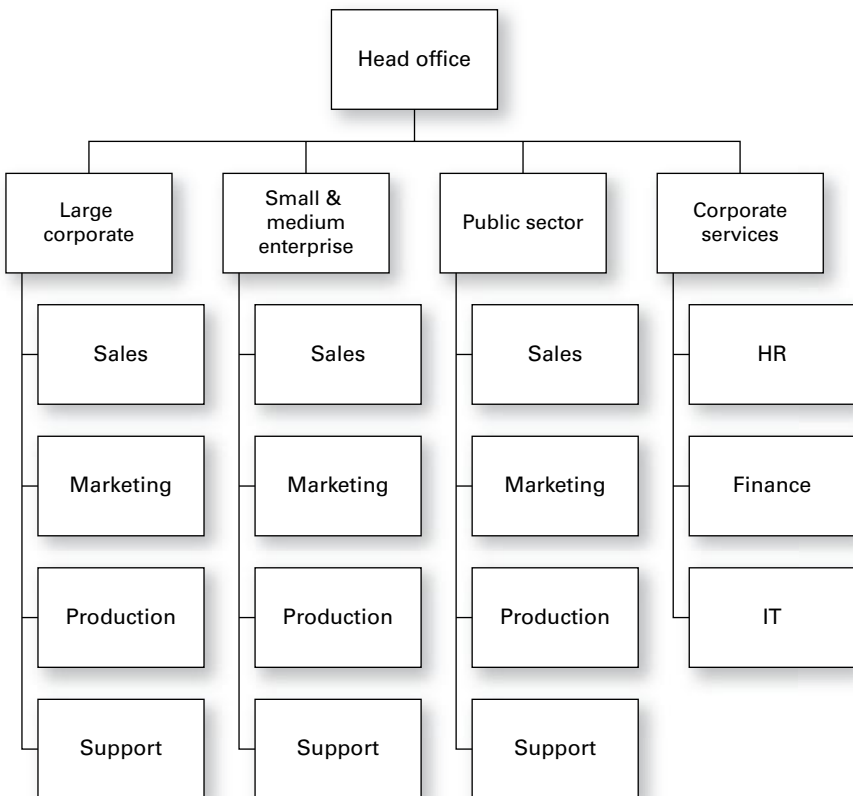 Head office
Large
corporate
Small &
medium
enterprise
Public sector
Corporate
services
Sales
Sales
Sales
HR
Marketing
Marketing
Marketing
Finance
Production
Production
Production
IT
Support
Support
Support